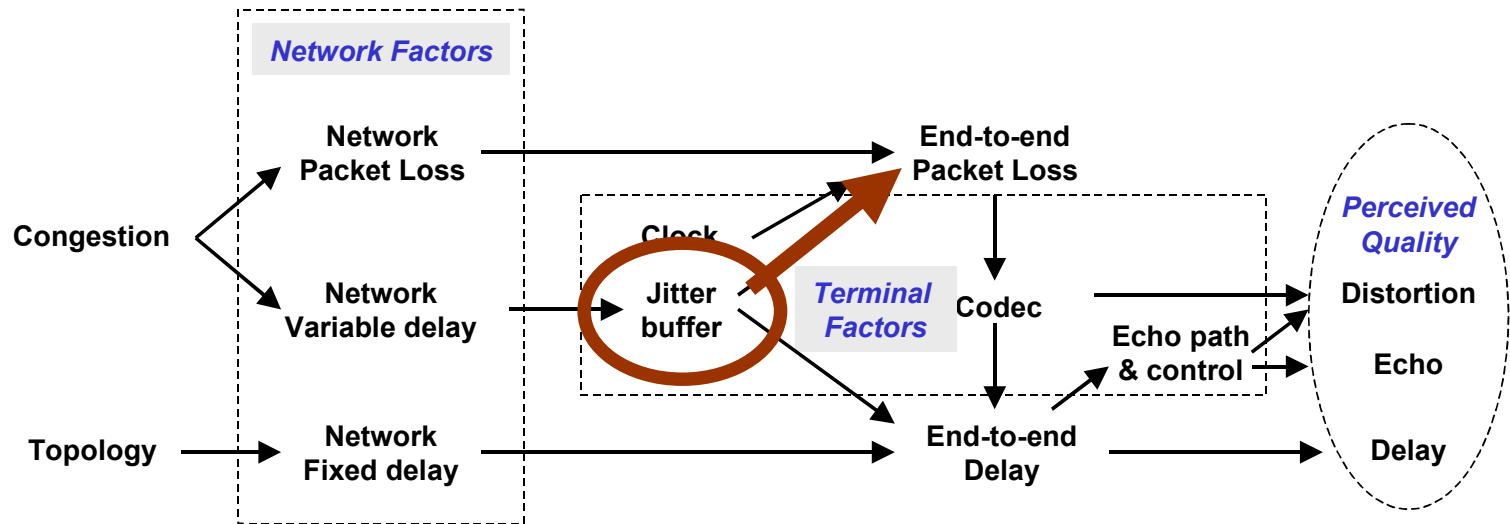 Network Factors
Network
Packet Loss
End-to-end
Packet Loss
Congestion
Clock
Perceived
Quality
Network
Variable delay
Jitter
buffer
Terminal
Factors
Codec
Distortion
Echo path
& control
Echo
Topology
Network
Fixed delay
End-to-end
Delay
Delay